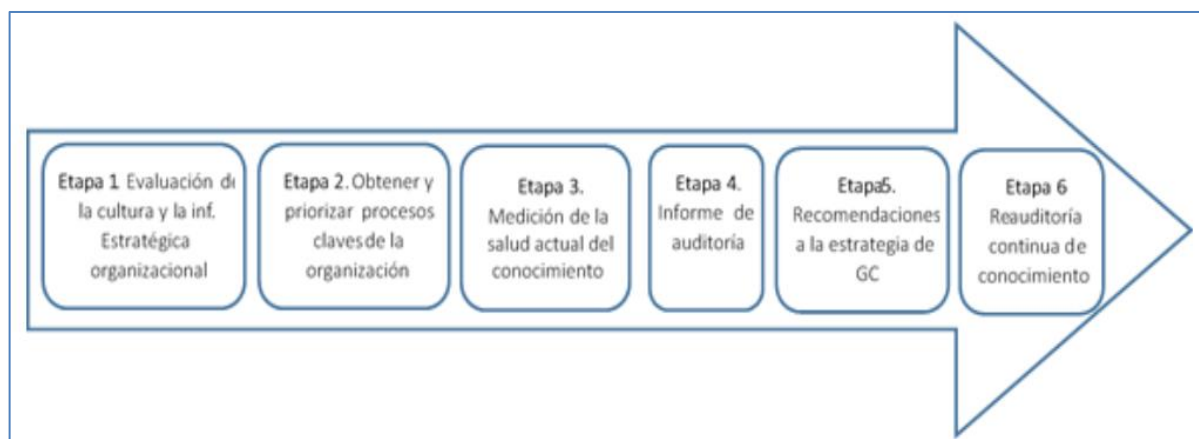 Etapa 1. Evaluación de
la cultura y la inf.
Estratégica
organizacional
Etapa 2. Obtener y
priorizar procesos
claves de la
organización
Etapa 3.
Medición de la
salud actual del
conocimiento
Etapa 4.
Informe de
auditoría
Etapa5.
Recomendaciones
a la estrategia de
GC
Etapa 6
Reauditoría
continua de
conocimiento